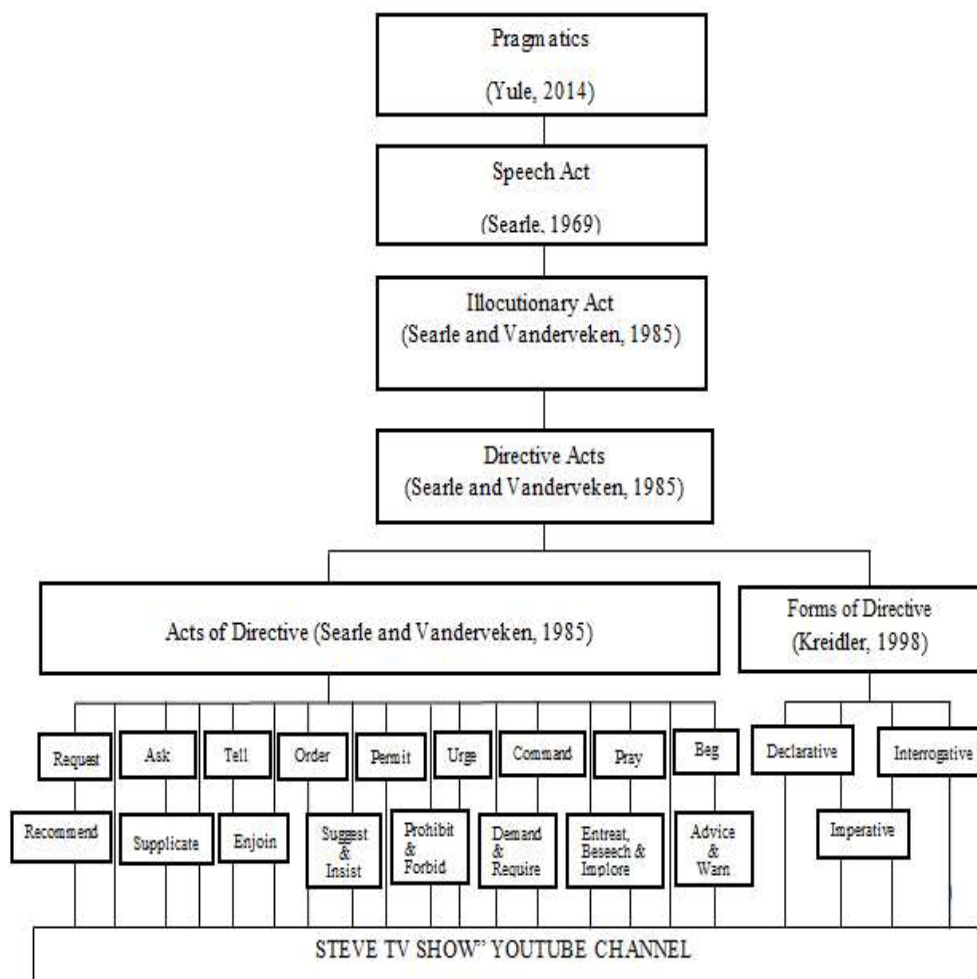 Pragmatics
(Yule, 2014)
Speech Act
(Searle, 1969)
Illocutionary Act
(Searle and Vanderveken, 1985)
Directive Acts
(Searle and Vanderveken, 1985)
Acts of Directive (Searle and Vanderveken, 1985)
Forms of Directive
(Kreidler, 1998)
Request
Ask
Tell
Order
Permit
Urge
Command
Pray
Beg
Declarative
Interrogative
Recommend
Supplicate
Enjoin
Suggest
&
Insist
Prohibit
&
Forbid
Demand
&
Require
Entreat,
Beseech &
Implore
Advice
&
Warn
Imperative
STEVE TV SHOW” YOUTUBE CHANNEL